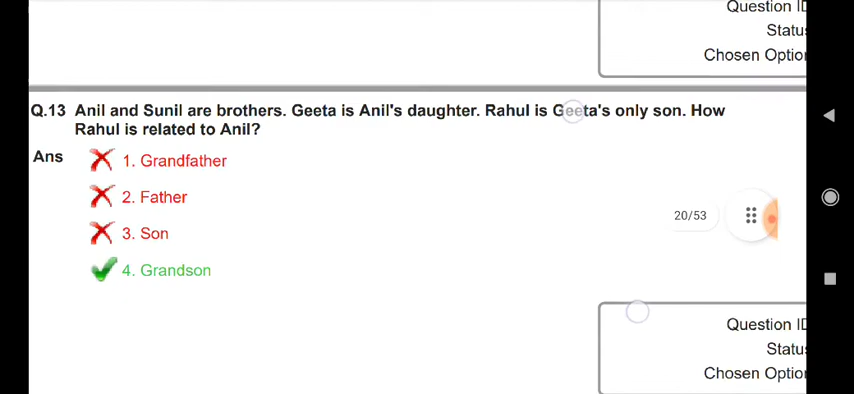 Question ID
Status
Chosen Option
Q.13 Anil and Sunil are brothers. Geeta is Anil's daughter. Rahul is Geeta's only son. How
Rahul is related to Anil?
Ans 1. Grandfather
2. Father
3. Son
4. Grandson
20/53
Question ID
Status
Chosen Option